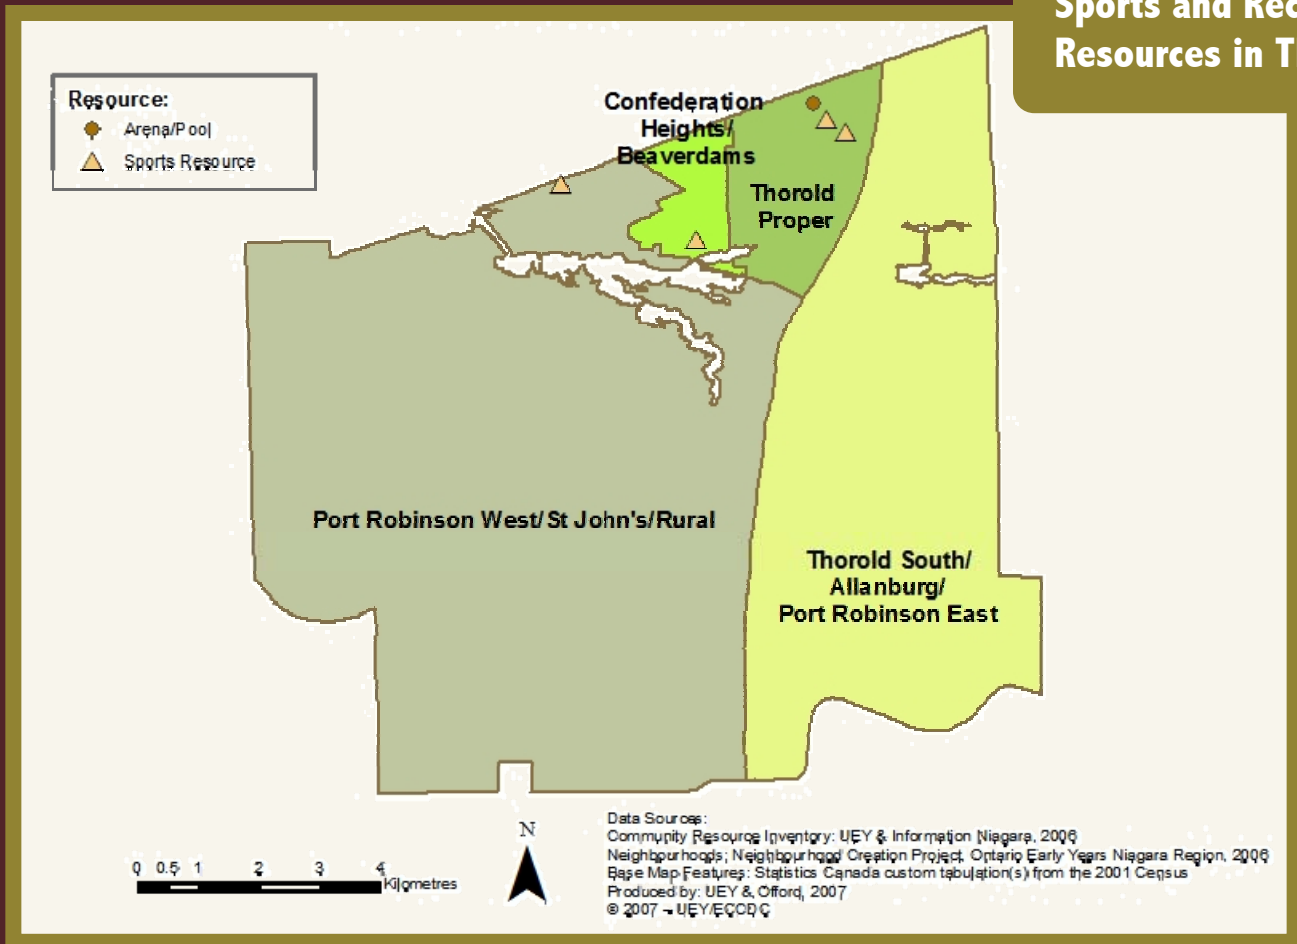 Sports and Rec
Resources in T
Resource:
Arena/Pool
Sports Resource
Confederation
Heights/
Beaverdams
Thorold
Proper
Port Robinson West/St John's/Rural
Thorold South/
Allanburg/
Port Robinson East
N
0 0.5 1 2 3 4
Kilometres
Data Sources:
Community Resource Inventory: UEY & Information Niagara, 2006
Neighbourhoods; Neighbourhood Creation Project, Ontario Early Years Niagara Region, 2006
Base Map Features: Statistics Canada custom tabulation(s) from the 2001 Census
Produced by: UEY & Offord, 2007
© 2007 – UEY/ECCDC